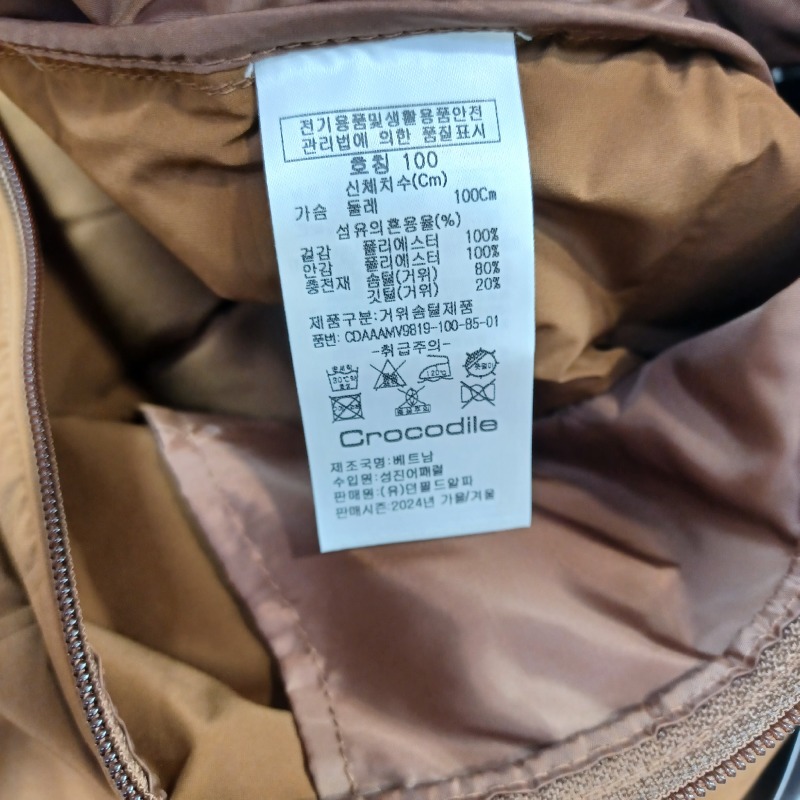 전기용품및생활용품안전
관리법에 의한 품질표시
호칭 100
신체치수(Cm)
가슴 둘레 100Cm
섬유의혼용율(%)
겉감 폴리에스터 100%
안감 폴리에스터 100%
충전재 솜털(거위) 80%
깃털(거위) 20%
제품구분:거위솜털제품
품번: CDAAAMV9819-100-85-01
-취급주의-
30℃
120℃
Crocodile
제조국명:베트남
수입원:성진어패럴
판매원:(유)던필드알파
판매시즌:2024년 가을/겨울